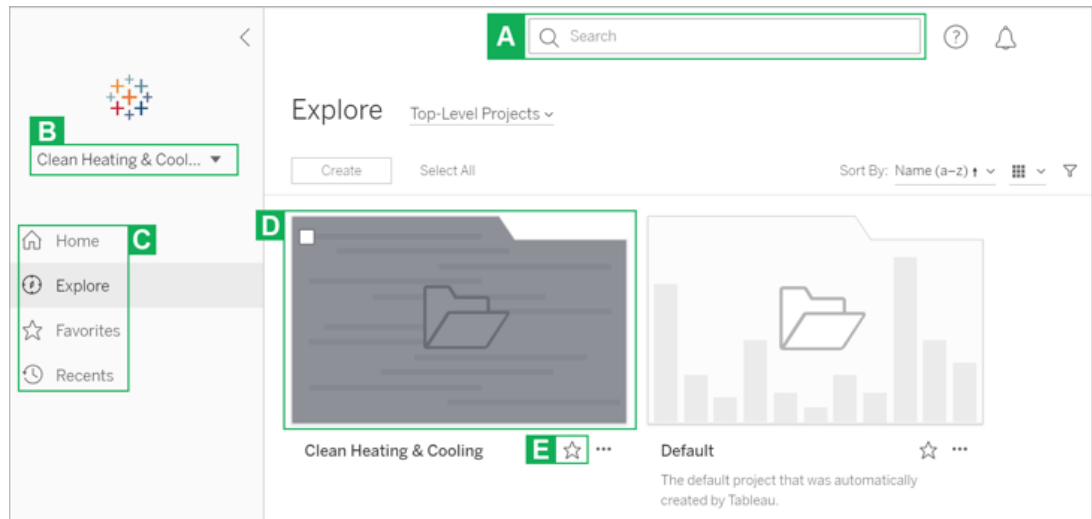 A
Search
Explore
Top-Level Projects
B
Clean Heating & Cool...
Create
Select All
Sort By: Name (a–z)
D
C
Home
Explore
Favorites
Recents
Clean Heating & Cooling
E
Default
The default project that was automatically
created by Tableau.